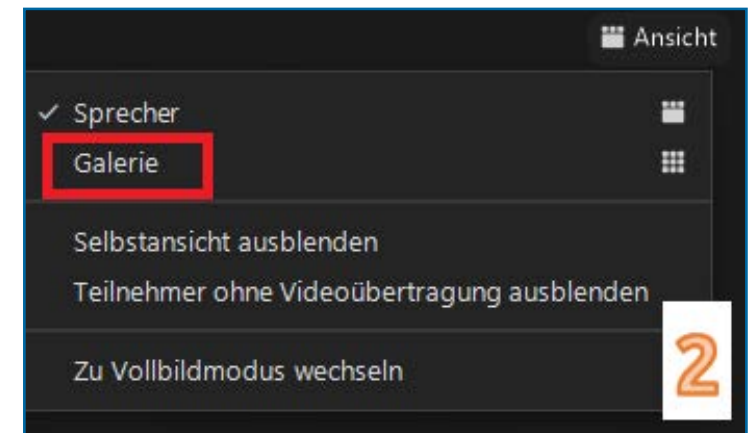 Ansicht
Sprecher
Galerie
Selbstansicht ausblenden
Teilnehmer ohne Videoübertragung ausblenden
Zu Vollbildmodus wechseln
2